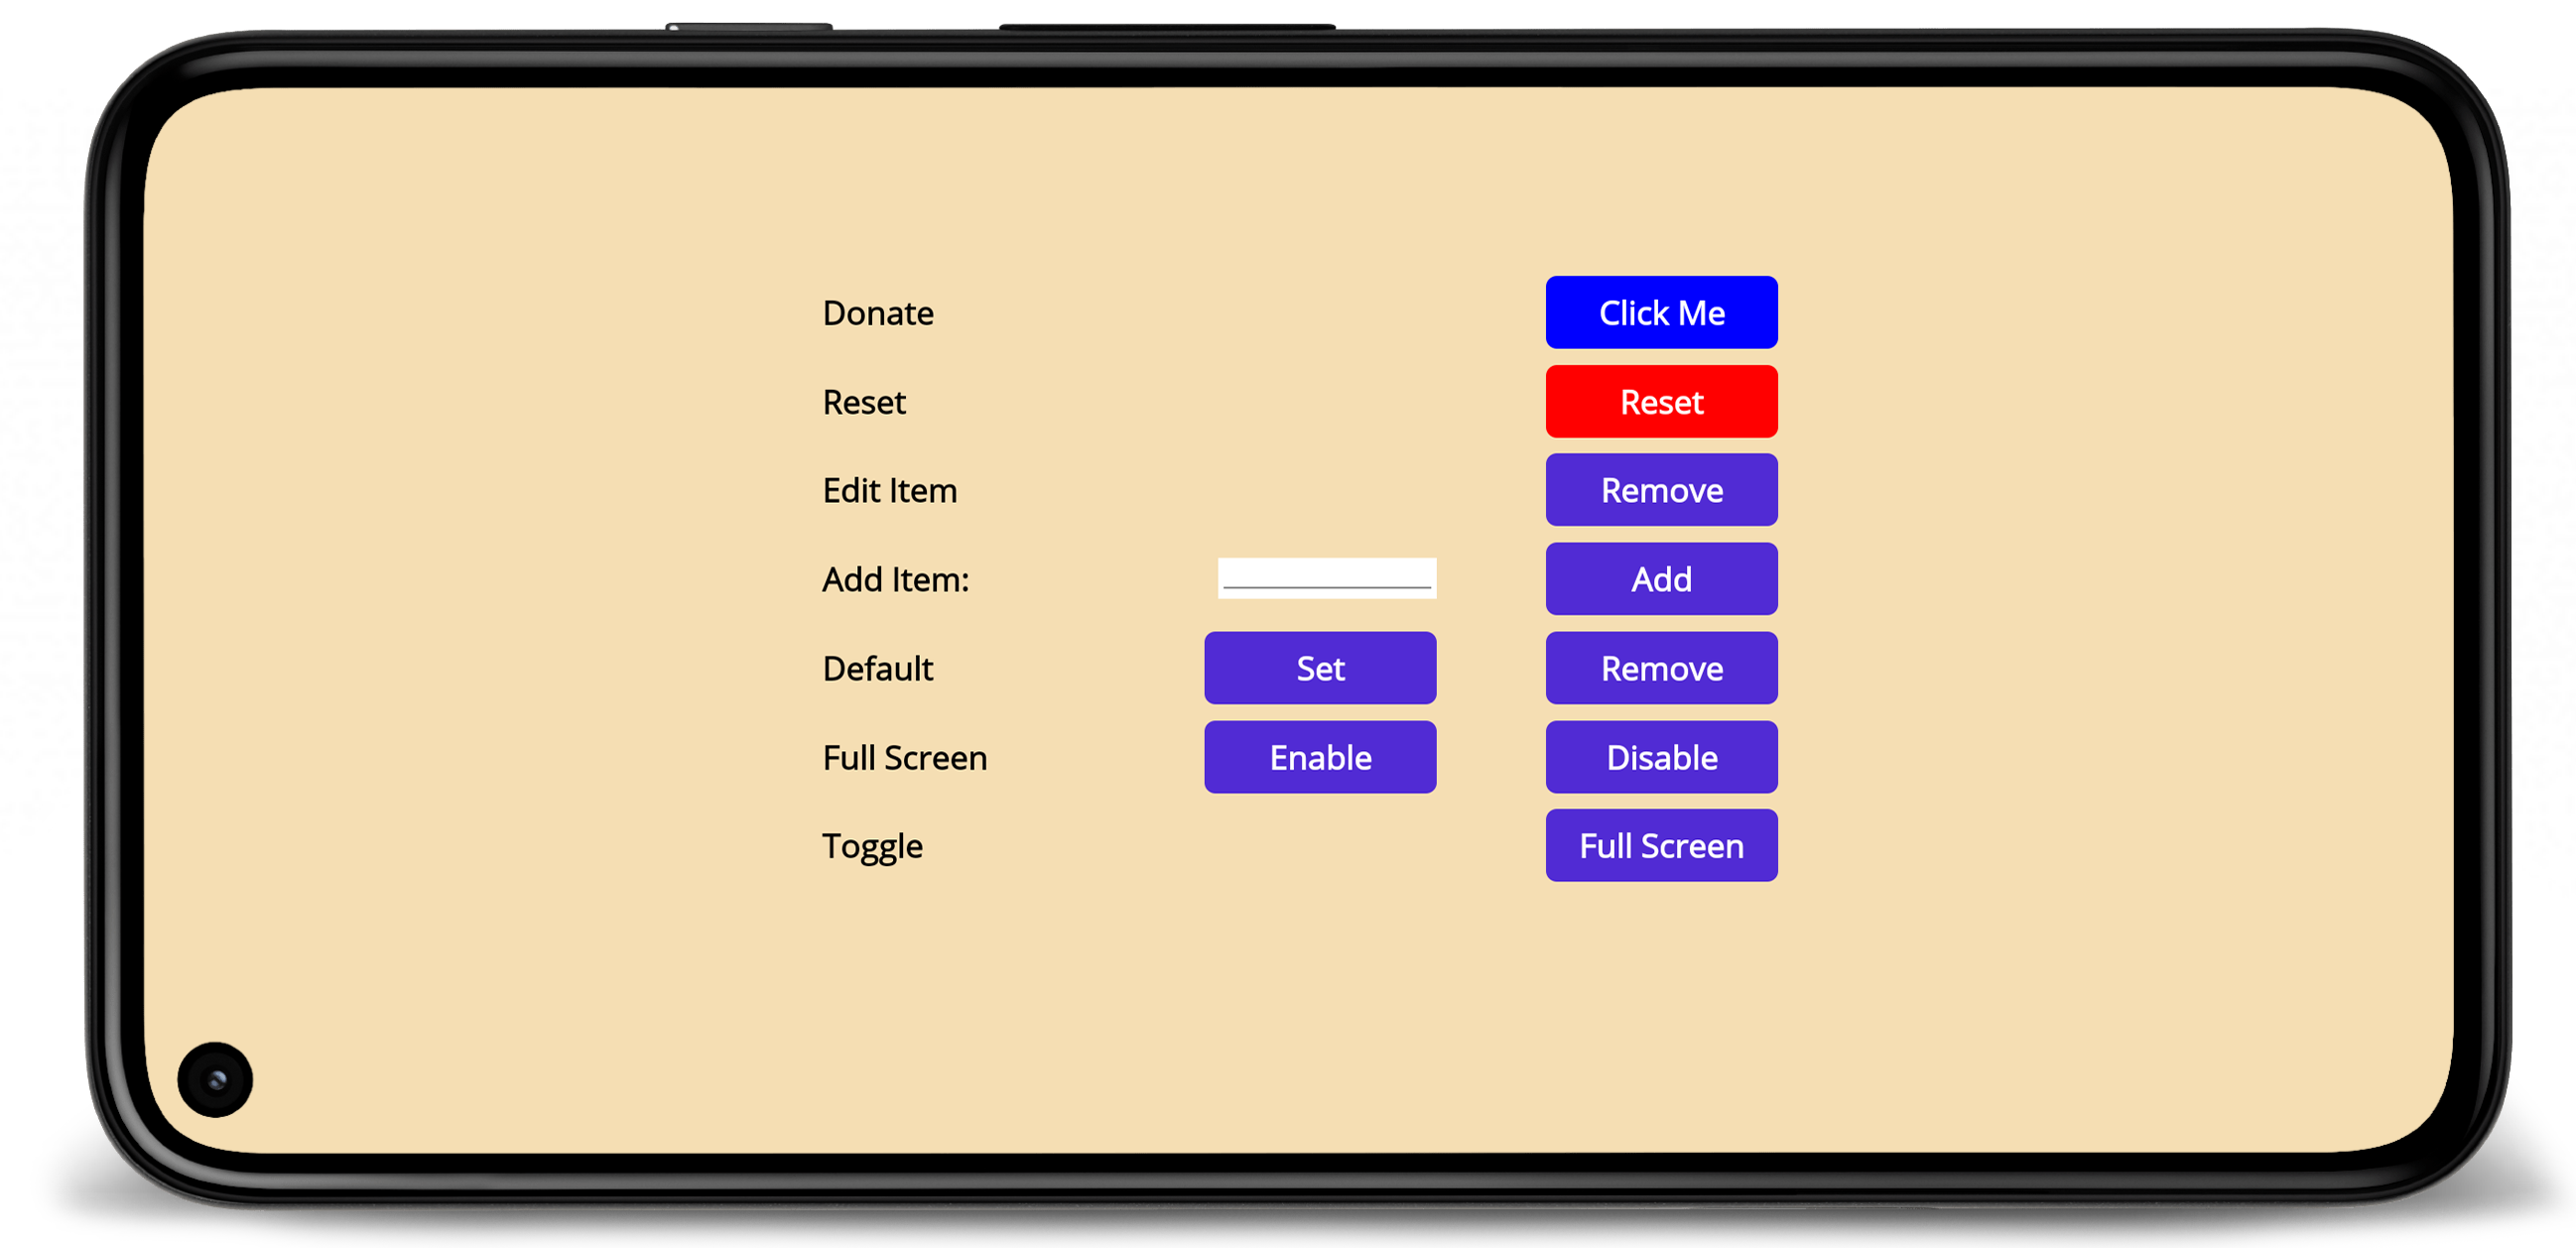 Donate Click Me
Reset Reset
Edit Item Remove
Add Item: Add
Default Set Remove
Full Screen Enable Disable
Toggle Full Screen